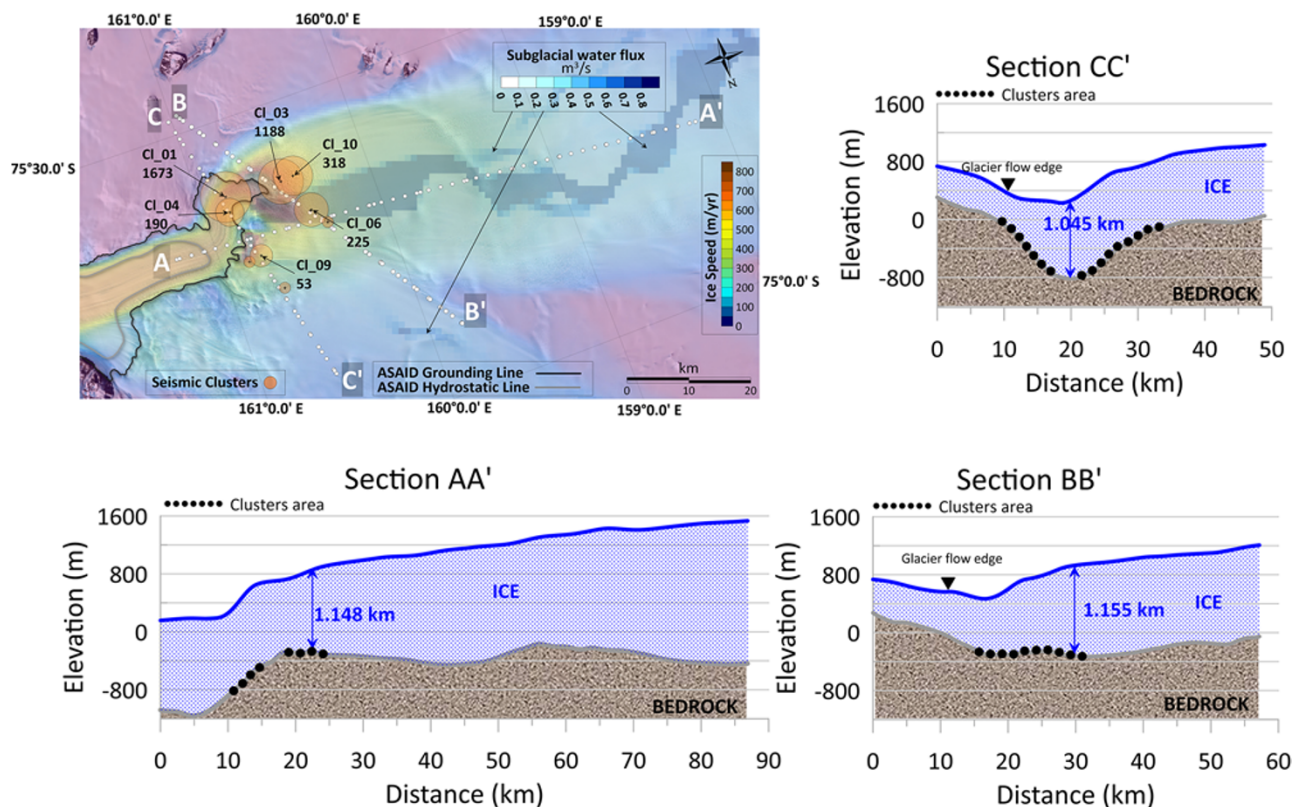 161°0.0' E
160°0.0' E
159°0.0' E
Subglacial water flux
m³/s
0
0.1
0.2
0.3
0.4
0.5
0.6
0.7
0.8
N
B
C
A'
Cl_03
1188
Cl_10
318
Cl_01
1673
Cl_04
190
Cl_06
225
Cl_09
53
A
B'
C'
75°30.0' S
75°0.0' S
Ice Speed (m/yr)
800
700
600
500
400
300
200
100
0
Seismic Clusters
ASAID Grounding Line
ASAID Hydrostatic Line
km
0
10
20
161°0.0' E
160°0.0' E
159°0.0' E
Section CC'
Clusters area
1600
800
0
-800
Elevation (m)
Glacier flow edge
ICE
1.045 km
BEDROCK
0 10 20 30 40 50
Distance (km)
Section AA'
Clusters area
1600
800
0
-800
Elevation (m)
ICE
1.148 km
BEDROCK
0 10 20 30 40 50 60 70 80 90
Distance (km)
Section BB'
Clusters area
1600
800
0
-800
Elevation (m)
Glacier flow edge
ICE
1.155 km
BEDROCK
0 10 20 30 40 50 60
Distance (km)